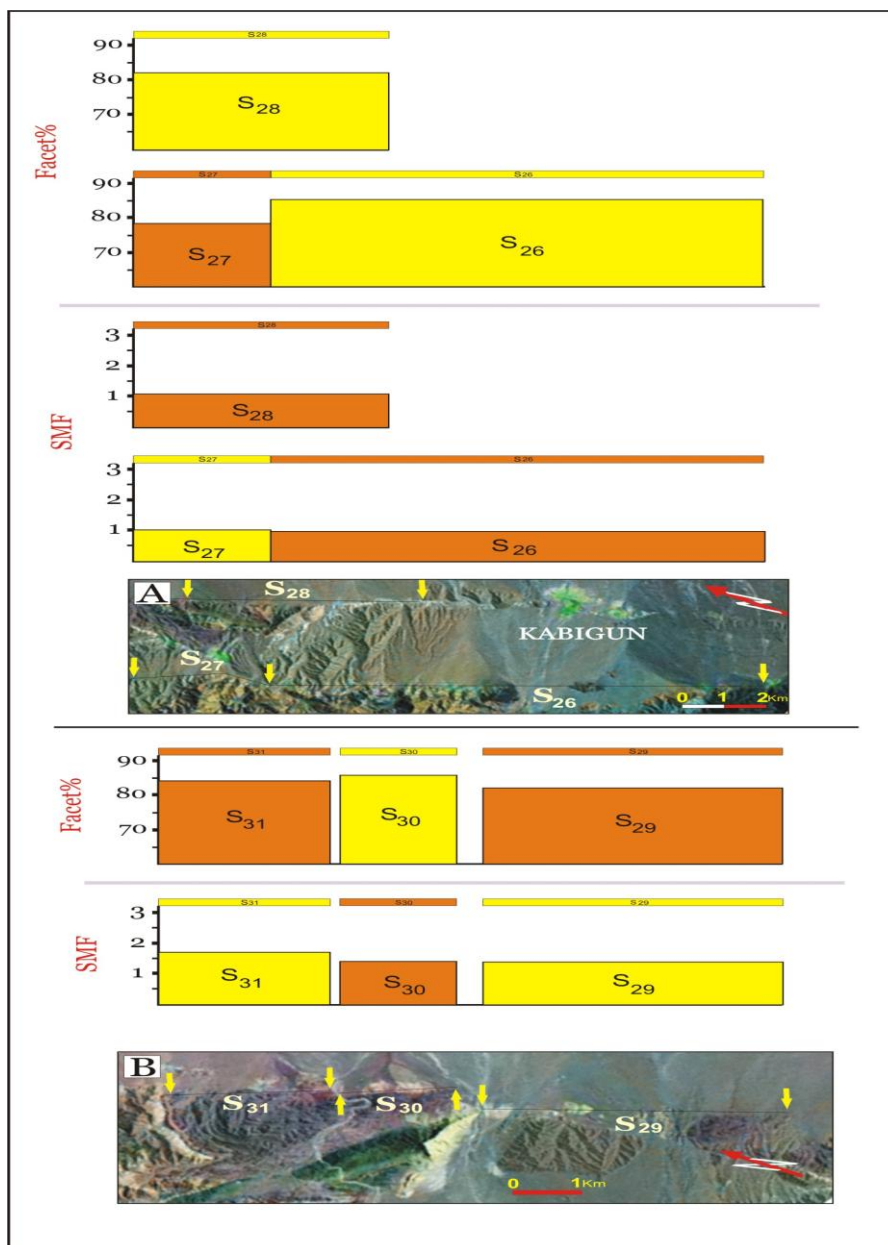 S28
90
80
70
S28
Facet%
S27 S26
90
80
70
S27
S26
S28
3
2
1
S28
SMF
S27 S26
3
2
1
S27
S26
A
S28
KABIGUN
S27
S26
0 1 2Km
S31 S30 S29
90
80
70
S31
S30
S29
Facet%
S31 S30 S29
3
2
1
S31
S30
S29
SMF
B
S31
S30
S29
0 1Km